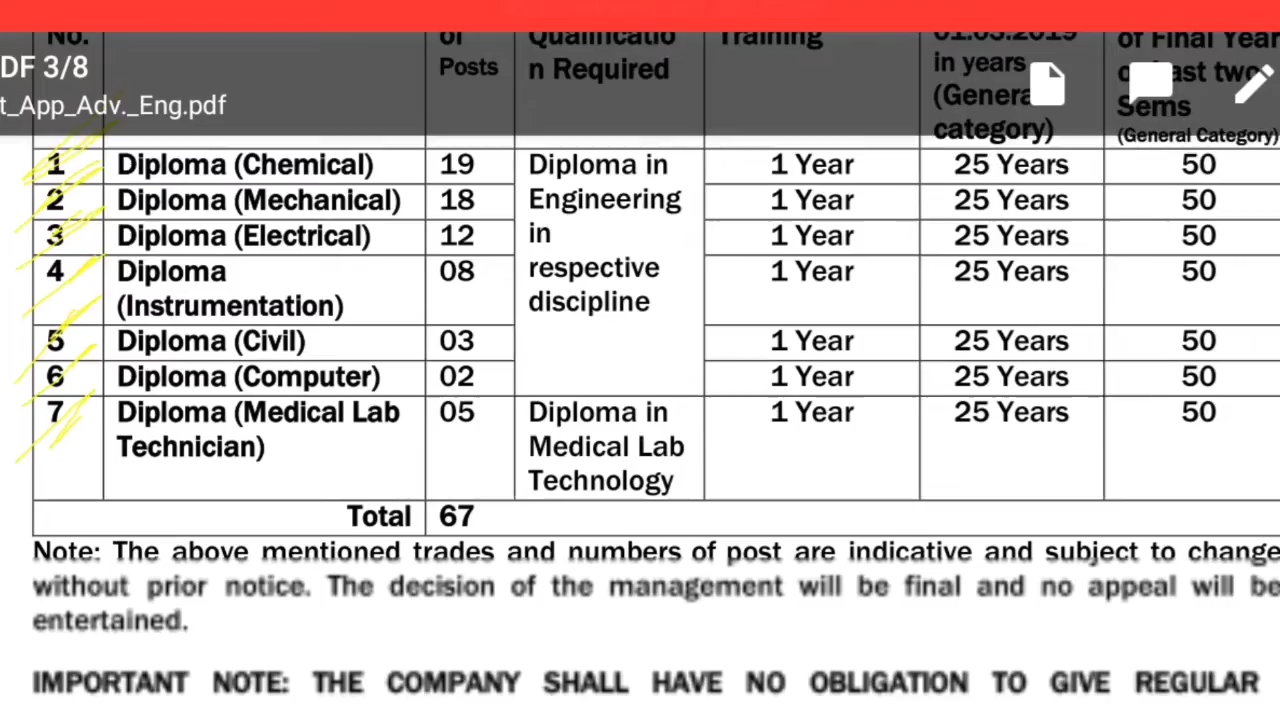 No.
of
Qualificatio
Training
01.03.2019
of Final Year
DF 3/8
Posts
n Required
in years
last two
t_App_Adv._Eng.pdf
(General
Sems
category)
(General Category)
1 Diploma (Chemical) 19 Diploma in 1 Year 25 Years 50
2 Diploma (Mechanical) 18 Engineering 1 Year 25 Years 50
3 Diploma (Electrical) 12 in 1 Year 25 Years 50
4 Diploma 08 respective 1 Year 25 Years 50
(Instrumentation) discipline
5 Diploma (Civil) 03 1 Year 25 Years 50
6 Diploma (Computer) 02 1 Year 25 Years 50
7 Diploma (Medical Lab 05 Diploma in 1 Year 25 Years 50
Technician) Medical Lab
Technology
Total 67
Note: The above mentioned trades and numbers of post are indicative and subject to change
without prior notice. The decision of the management will be final and no appeal will be
entertained.
IMPORTANT NOTE: THE COMPANY SHALL HAVE NO OBLIGATION TO GIVE REGULAR